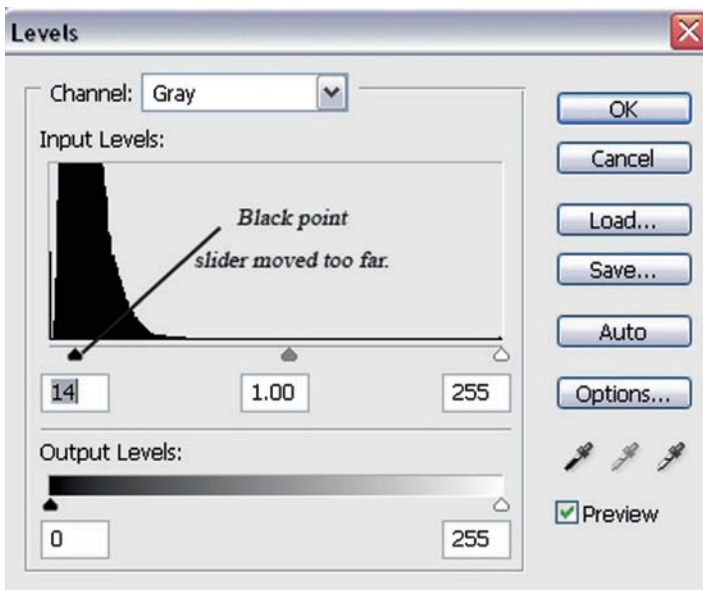 Levels
Channel: Gray
Input Levels:
Black point
slider moved too far.
14 1.00 255
Output Levels:
0 255
OK
Cancel
Load...
Save...
Auto
Options...
Preview